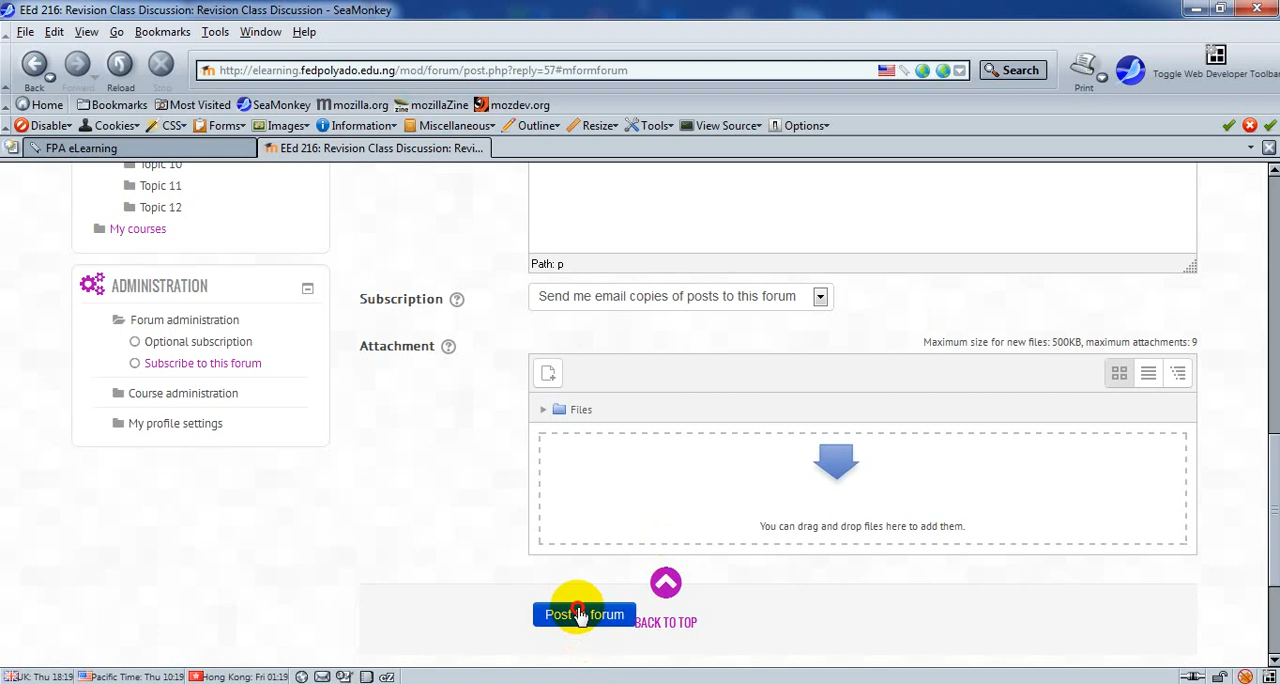 EEd 216: Revision Class Discussion: Revision Class Discussion - SeaMonkey
File Edit View Go Bookmarks Tools Window Help
http://elearning.fedpolyado.edu.ng/mod/forum/post.php?reply=57#mformforum
Search
Back Forward Reload Stop Print Toggle Web Developer Toolba
Home Bookmarks Most Visited SeaMonkey mozilla.org mozillaZine mozdev.org
Disable Cookies CSS Forms Images Information Miscellaneous Outline Resize Tools View Source Options
FPA eLearning
EEd 216: Revision Class Discussion: Revi...
Topic 10
Topic 11
Topic 12
My courses
ADMINISTRATION
Forum administration
Optional subscription
Subscribe to this forum
Course administration
My profile settings
Path: p
Subscription
Send me email copies of posts to this forum
Attachment
Maximum size for new files: 500KB, maximum attachments: 9
Files
You can drag and drop files here to add them.
Post forum
BACK TO TOP
UK: Thu 18:19 Pacific Time: Thu 10:19 Hong Kong: Fri 01:19